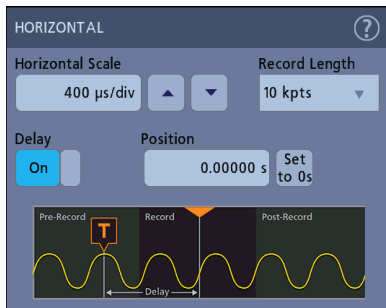 HORIZONTAL ?
Horizontal Scale Record Length
400 µs/div 10 kpts
Delay Position
On 0.00000 s Set
to 0s
Pre-Record Record Post-Record
T
Delay